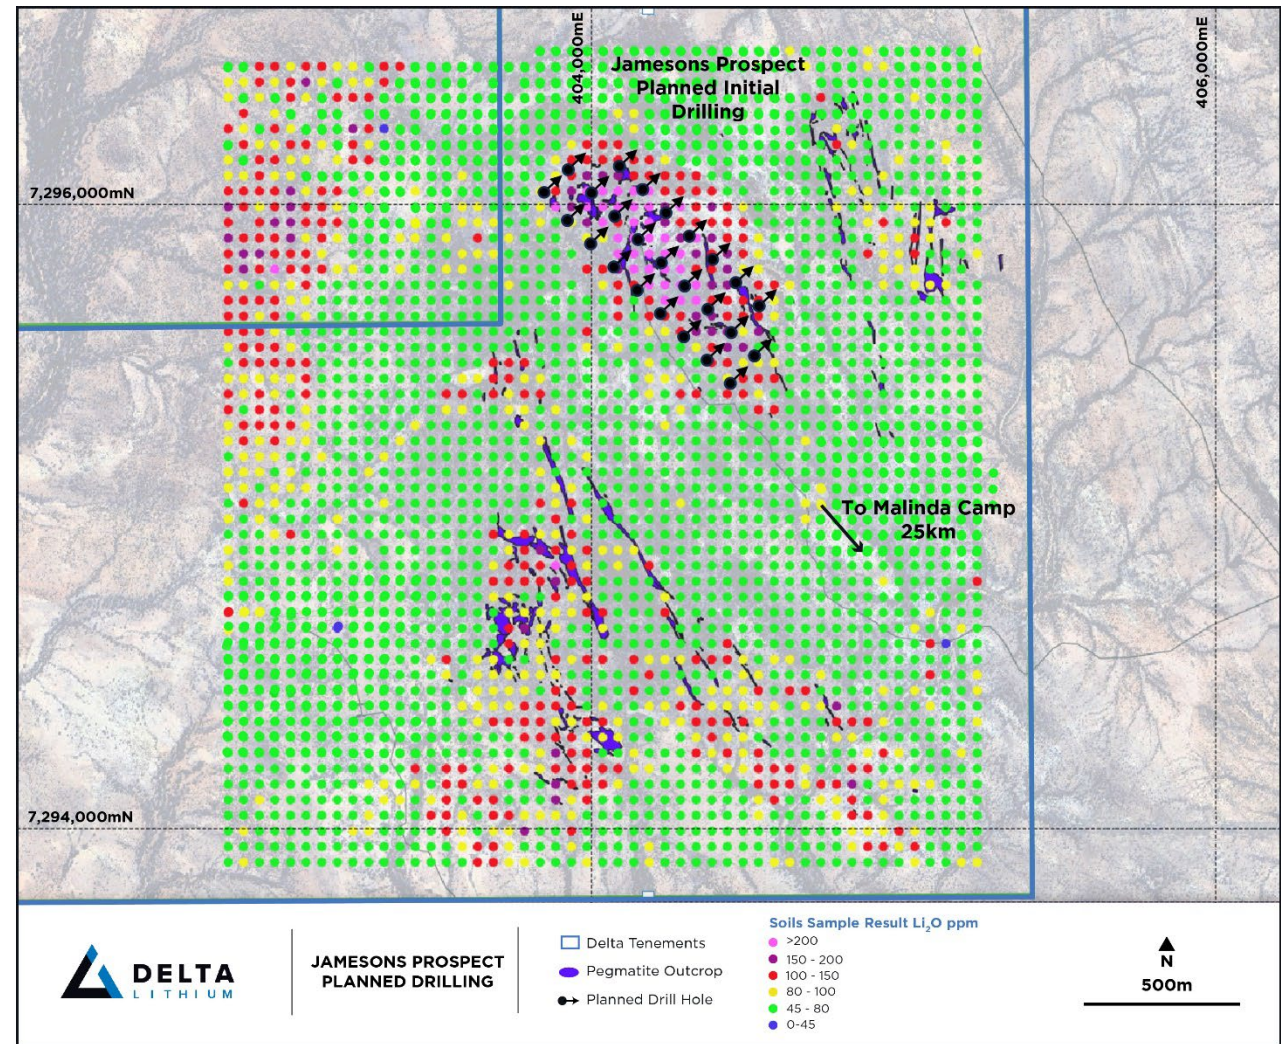 404,000mE
406,000mE
Jamesons Prospect
Planned Initial
Drilling
7,296,000mN
To Malinda Camp
25km
7,294,000mN
DELTA
LITHIUM
JAMESONS PROSPECT
PLANNED DRILLING
Delta Tenements
Pegmatite Outcrop
Planned Drill Hole
Soils Sample Result Li₂O ppm
>200
150 - 200
100 - 150
80 - 100
45 - 80
0-45
N
500m